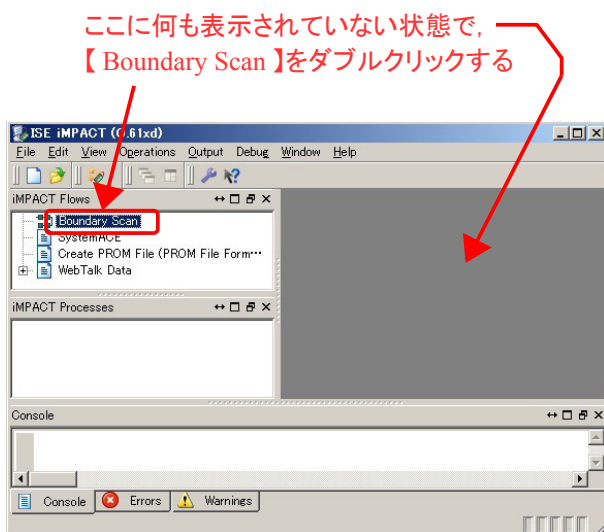 ここに何も表示されていない状態で,
【 Boundary Scan 】をダブルクリックする
ISE iMPACT (O.61xd)
File Edit View Operations Output Debug Window Help
iMPACT Flows
Boundary Scan
SystemACE
Create PROM File (PROM File Form…
WebTalk Data
iMPACT Processes
Console
Console Errors Warnings